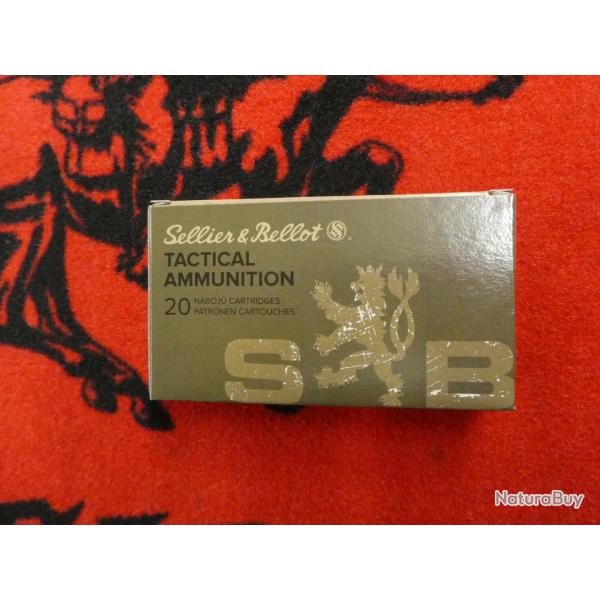 Sellier & Bellot S ®
TACTICAL
AMMUNITION
20 NÁBOJŮ CARTRIDGES
PATRONEN CARTOUCHES
S B
NaturaBuy